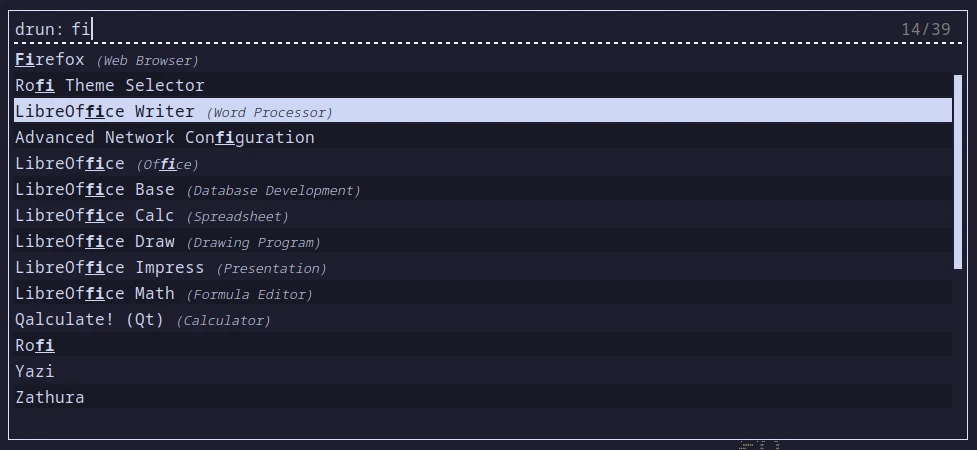 drun: fi 14/39
Firefox (Web Browser)
Rofi Theme Selector
LibreOffice Writer (Word Processor)
Advanced Network Configuration
LibreOffice (Office)
LibreOffice Base (Database Development)
LibreOffice Calc (Spreadsheet)
LibreOffice Draw (Drawing Program)
LibreOffice Impress (Presentation)
LibreOffice Math (Formula Editor)
Qalculate! (Qt) (Calculator)
Rofi
Yazi
Zathura